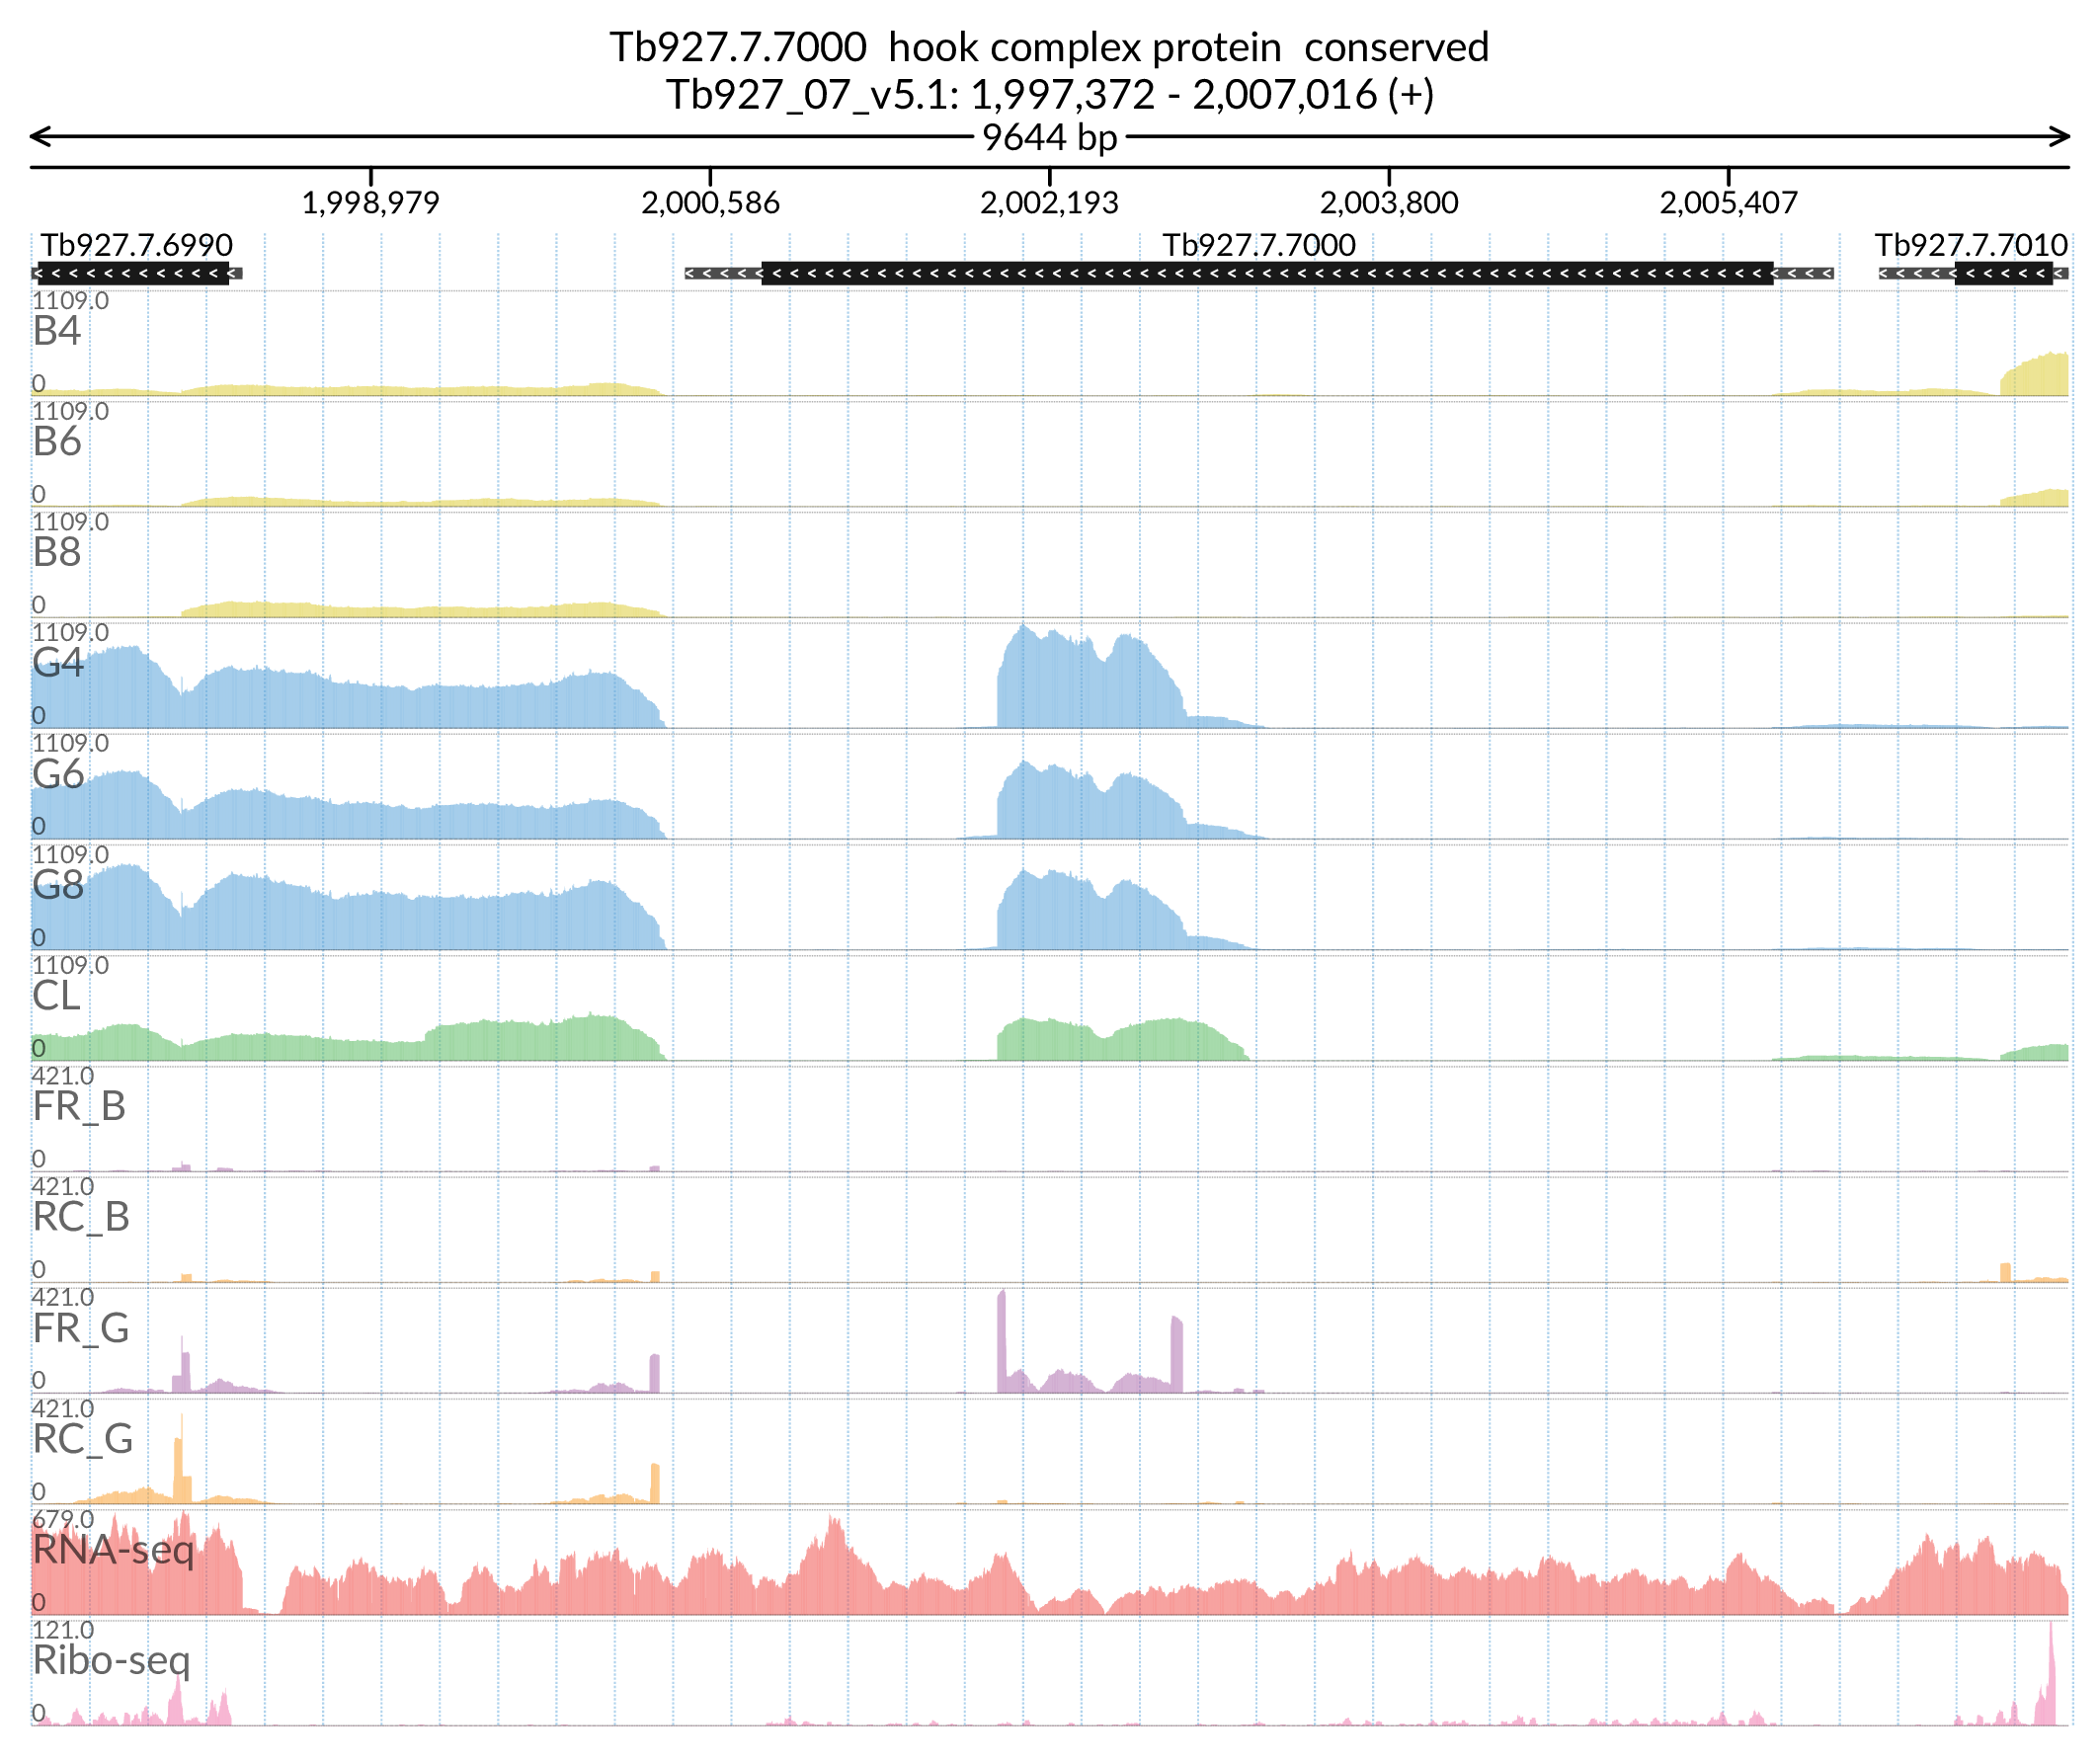 Tb927.7.7000 hook complex protein conserved
Tb927_07_v5.1: 1,997,372 - 2,007,016 (+)
9644 bp
1,998,979 2,000,586 2,002,193 2,003,800 2,005,407
Tb927.7.6990 Tb927.7.7000 Tb927.7.7010
1109.0
B4
0
1109.0
B6
0
1109.0
B8
0
1109.0
G4
0
1109.0
G6
0
1109.0
G8
0
1109.0
CL
0
421.0
FR_B
0
421.0
RC_B
0
421.0
FR_G
0
421.0
RC_G
0
679.0
RNA-seq
0
121.0
Ribo-seq
0